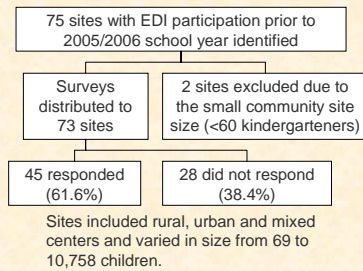 75 sites with EDI participation prior to
2005/2006 school year identified
Surveys
distributed to
73 sites
2 sites excluded due to
the small community site
size (<60 kindergarteners)
45 responded
(61.6%)
28 did not respond
(38.4%)
Sites included rural, urban and mixed
centers and varied in size from 69 to
10,758 children.